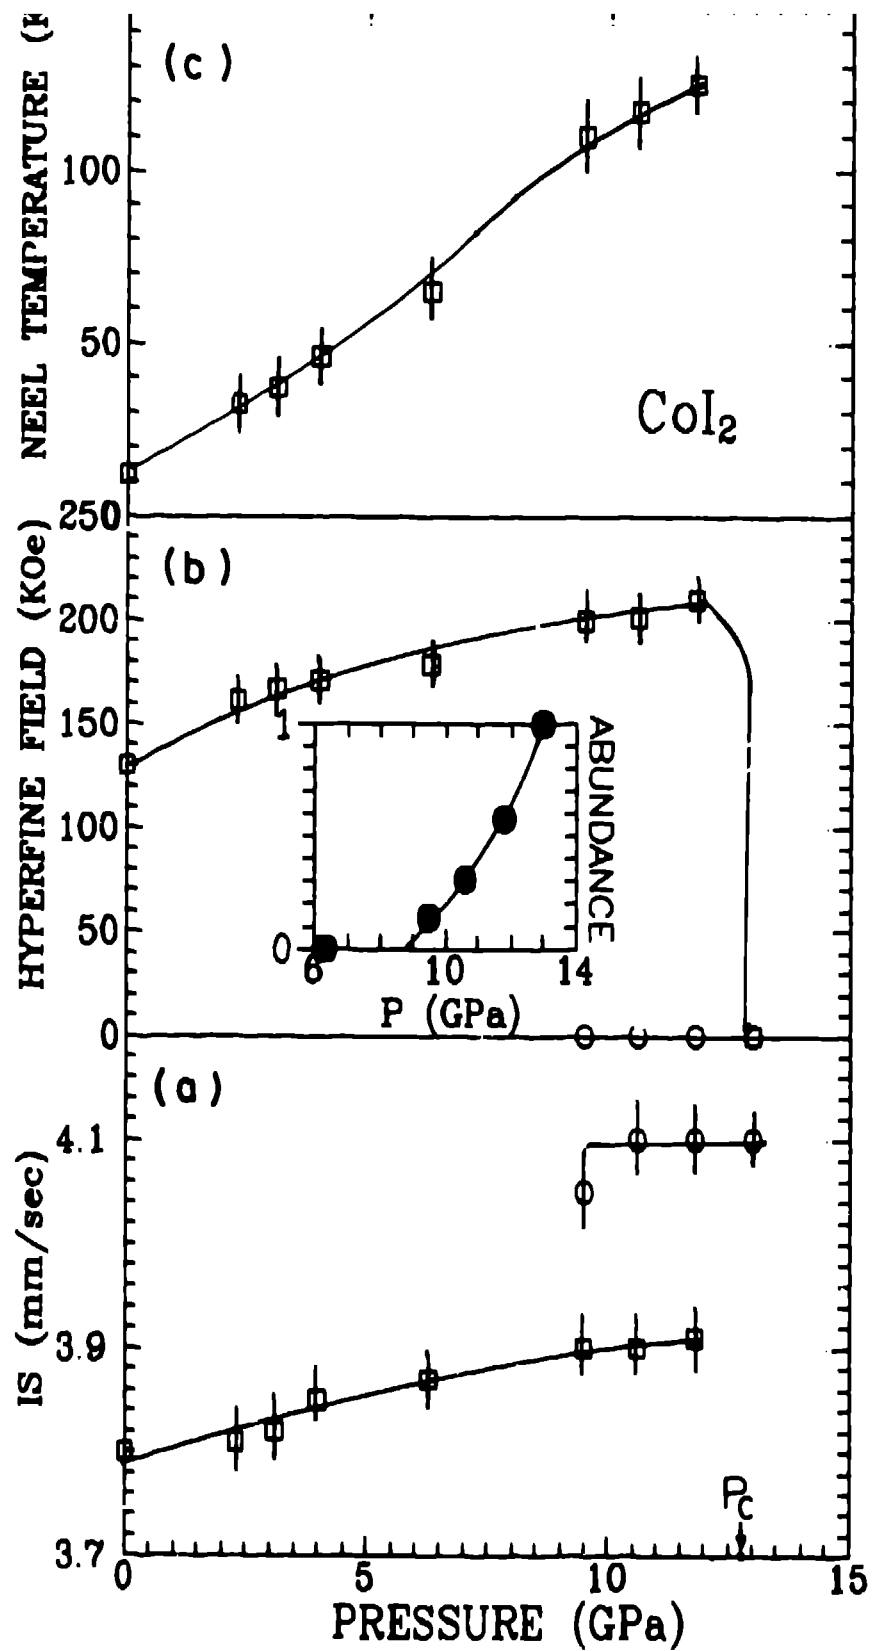 NEEL TEMPERATURE (K
(c)
100
50
CoI2
250
HYPERFINE FIELD (KOe)
(b)
200
150
100
50
0
1
0
6
10
14
P (GPa)
ABUNDANCE
IS (mm/sec)
(a)
4.1
3.9
3.7
Pc
0
5
10
15
PRESSURE (GPa)